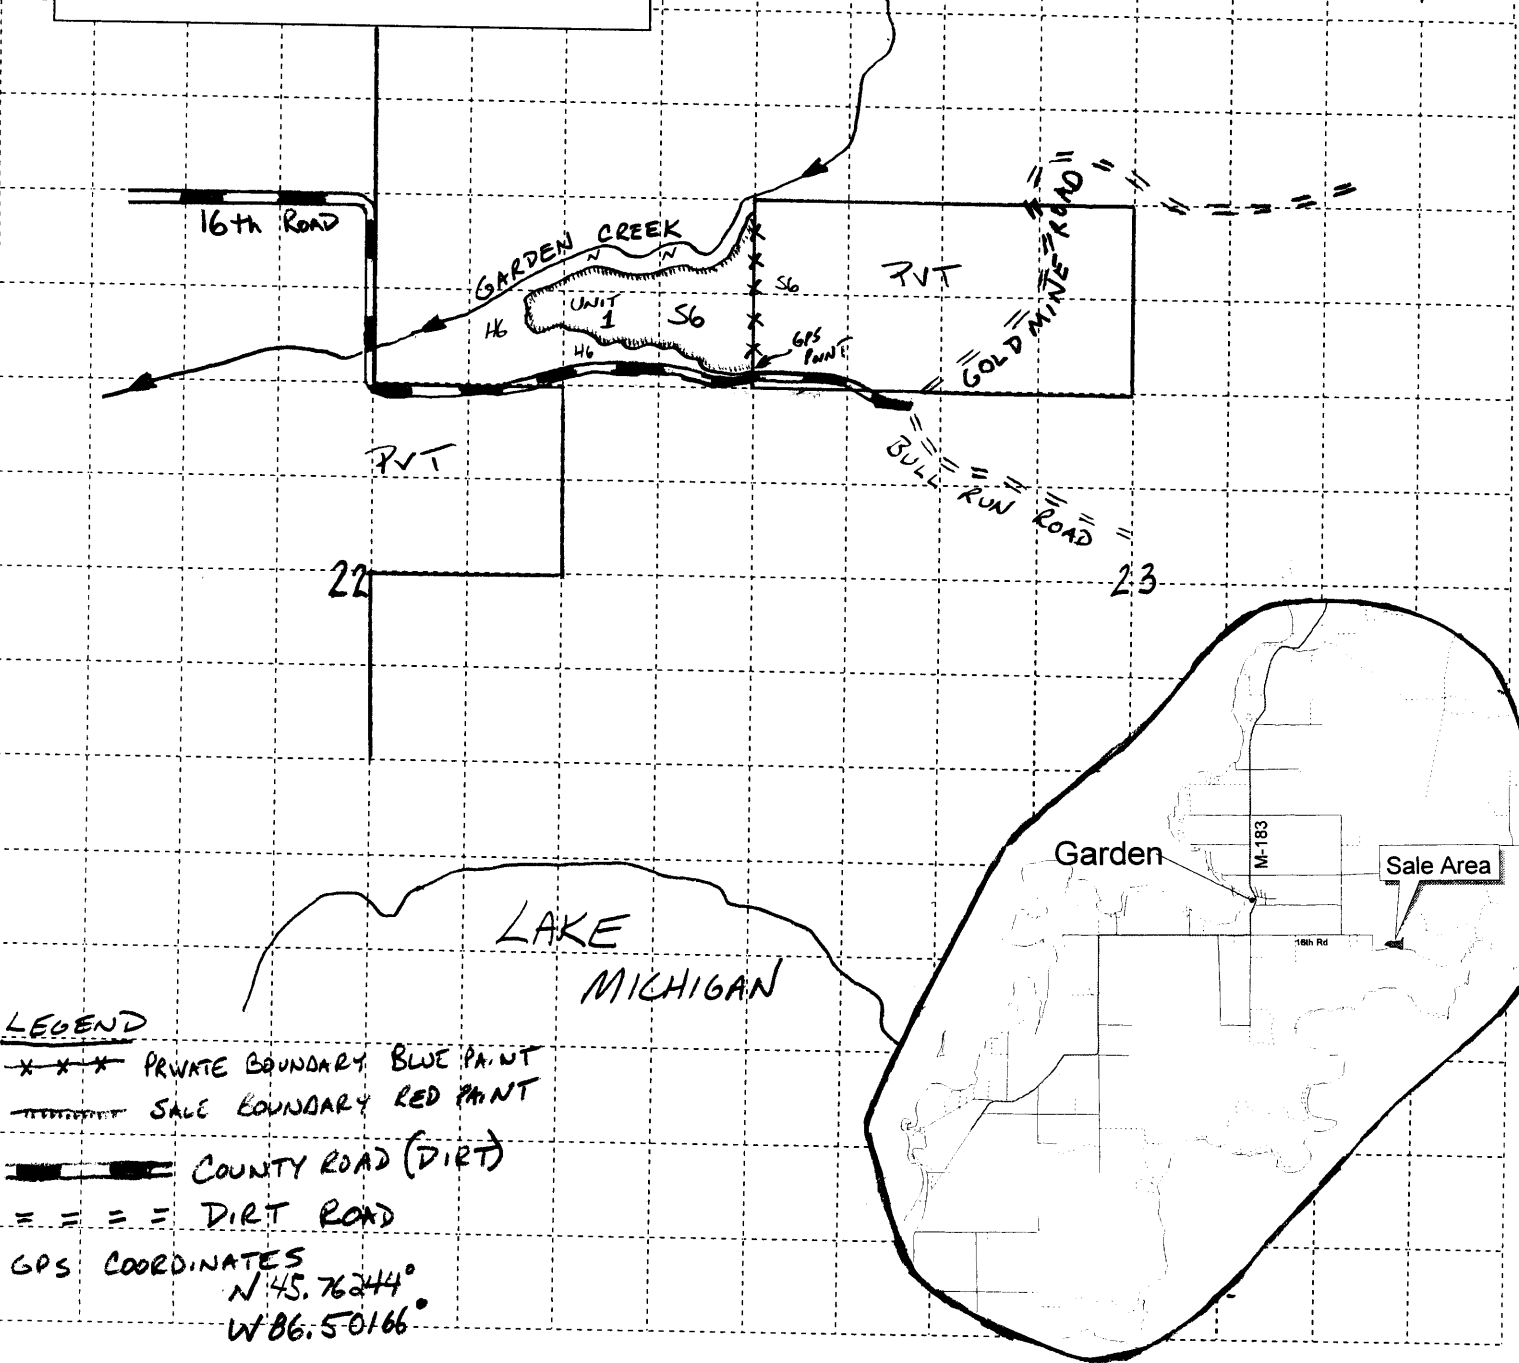 16th ROAD
GARDEN CREEK
N N
UNIT
1
S6
S6
H6
H6
PVT
GPS
POINT
GOLD MINE ROAD
PVT
BULL RUN ROAD
22
23
LAKE
MICHIGAN
Garden
M-183
Sale Area
16th Rd
LEGEND
x x x PRIVATE BOUNDARY BLUE PAINT
SALE BOUNDARY RED PAINT
COUNTY ROAD (DIRT)
= = = = DIRT ROAD
GPS COORDINATES
N 45.76244°
W 86.50166°